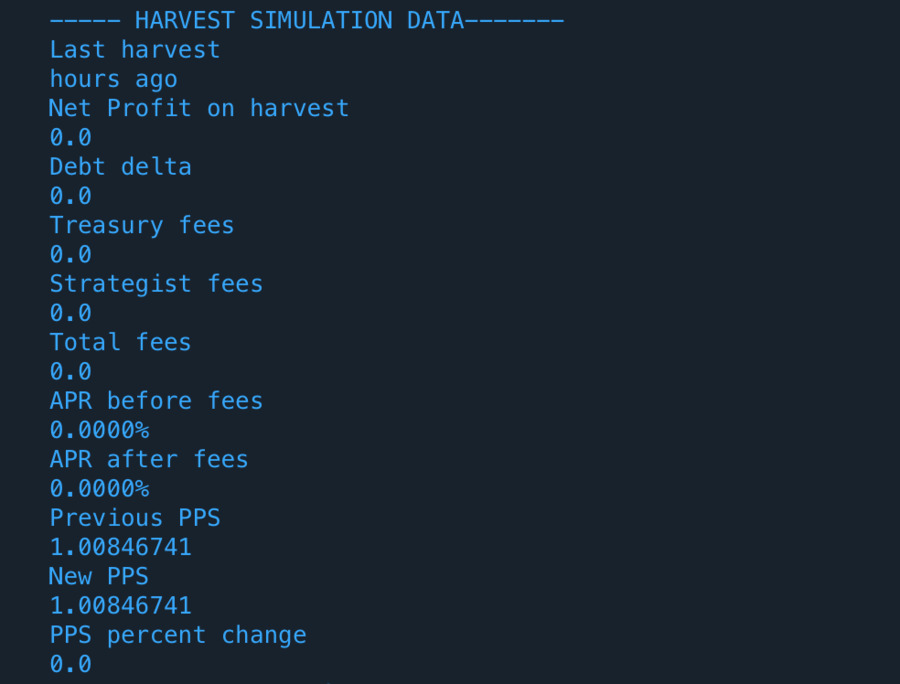 ----- HARVEST SIMULATION DATA-------
Last harvest
hours ago
Net Profit on harvest
0.0
Debt delta
0.0
Treasury fees
0.0
Strategist fees
0.0
Total fees
0.0
APR before fees
0.0000%
APR after fees
0.0000%
Previous PPS
1.00846741
New PPS
1.00846741
PPS percent change
0.0